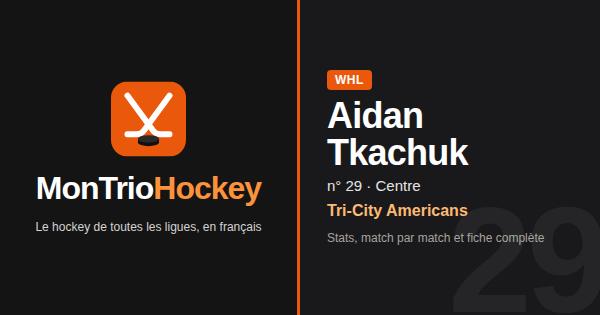 MonTrioHockey
Le hockey de toutes les ligues, en français
WHL
Aidan
Tkachuk
n° 29 · Centre
Tri-City Americans
Stats, match par match et fiche complète
29